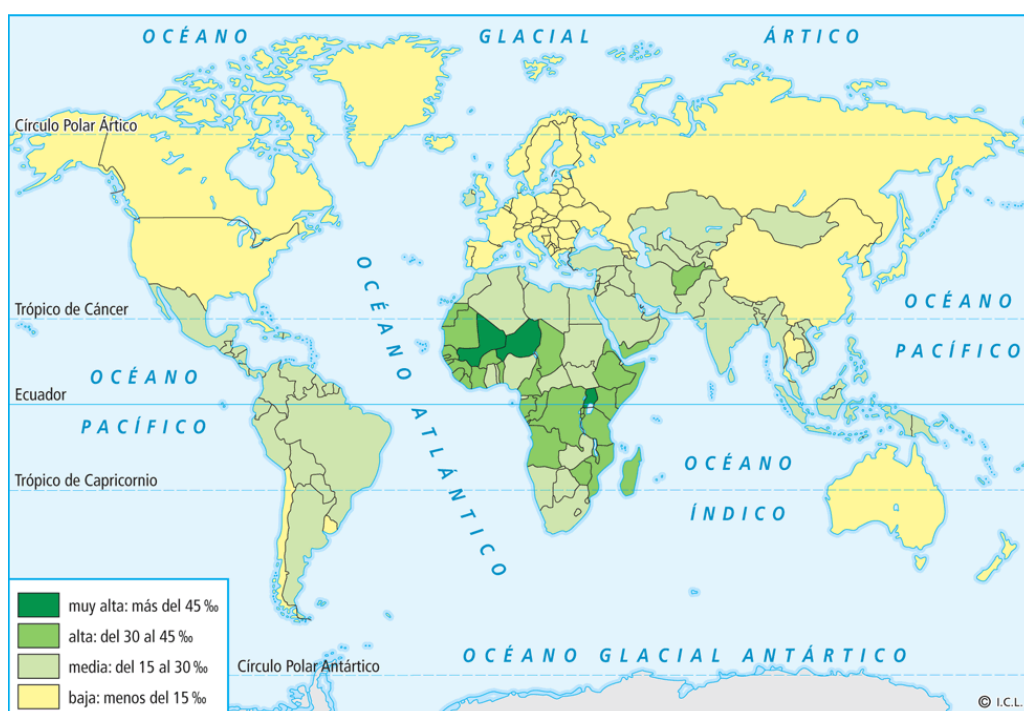 OCÉANO GLACIAL ÁRTICO
Círculo Polar Ártico
OCÉANO ATLÁNTICO
Trópico de Cáncer
OCÉANO
PACÍFICO
OCÉANO
Ecuador
PACÍFICO
OCÉANO
Trópico de Capricornio
ÍNDICO
muy alta: más del 45 ‰
alta: del 30 al 45 ‰
media: del 15 al 30 ‰
baja: menos del 15 ‰
OCÉANO GLACIAL ANTÁRTICO
Círculo Polar Antártico
© I.C.L.